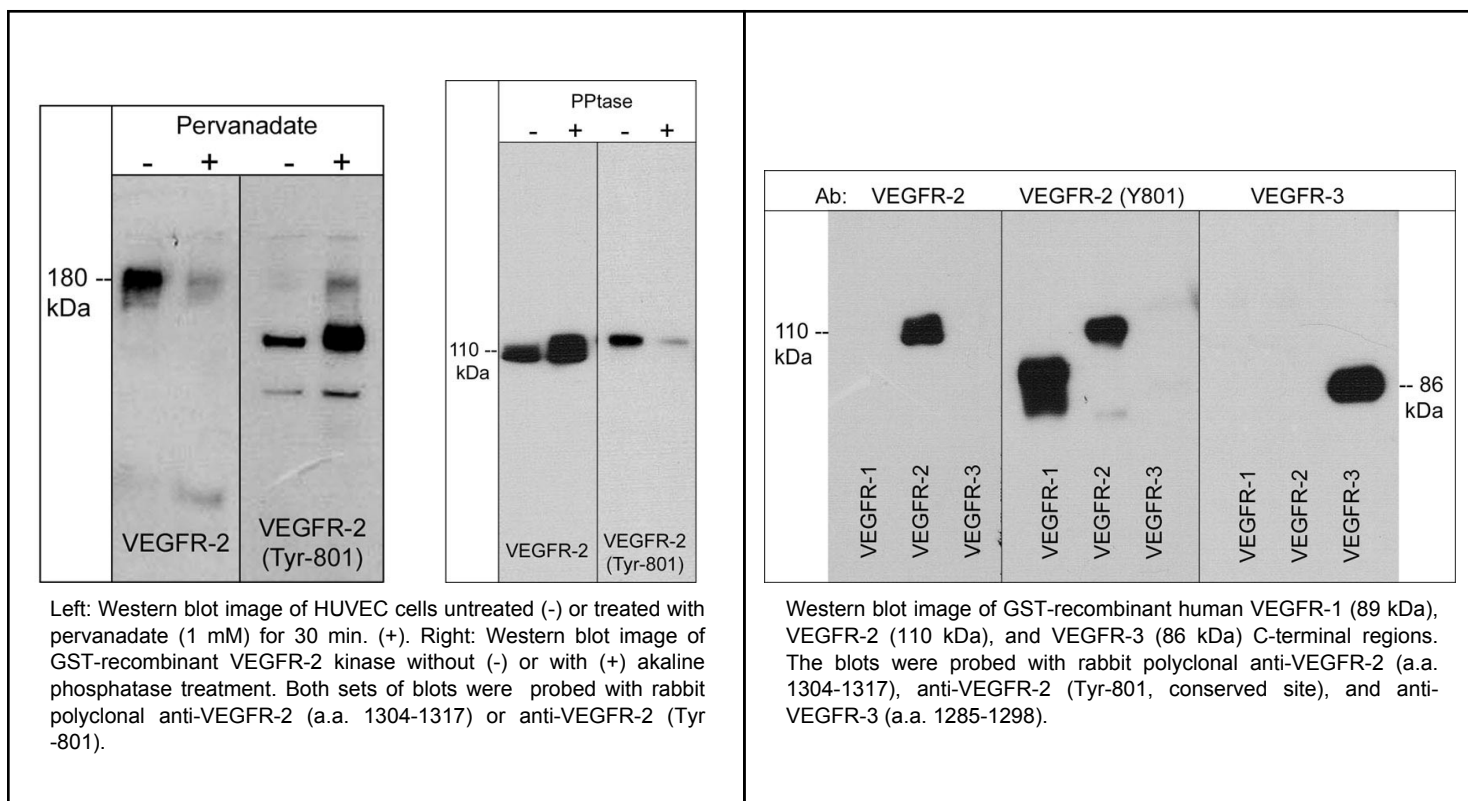 Pervanadate
- + - +
180 --
kDa
VEGFR-2
VEGFR-2
(Tyr-801)
PPtase
- + - +
110 --
kDa
VEGFR-2
VEGFR-2
(Tyr-801)
Left: Western blot image of HUVEC cells untreated (-) or treated with
pervanadate (1 mM) for 30 min. (+). Right: Western blot image of
GST-recombinant VEGFR-2 kinase without (-) or with (+) akaline
phosphatase treatment. Both sets of blots were probed with rabbit
polyclonal anti-VEGFR-2 (a.a. 1304-1317) or anti-VEGFR-2 (Tyr
-801).
Ab: VEGFR-2 VEGFR-2 (Y801) VEGFR-3
110 --
kDa
-- 86
kDa
VEGFR-1
VEGFR-2
VEGFR-3
VEGFR-1
VEGFR-2
VEGFR-3
VEGFR-1
VEGFR-2
VEGFR-3
Western blot image of GST-recombinant human VEGFR-1 (89 kDa),
VEGFR-2 (110 kDa), and VEGFR-3 (86 kDa) C-terminal regions.
The blots were probed with rabbit polyclonal anti-VEGFR-2 (a.a.
1304-1317), anti-VEGFR-2 (Tyr-801, conserved site), and anti-
VEGFR-3 (a.a. 1285-1298).